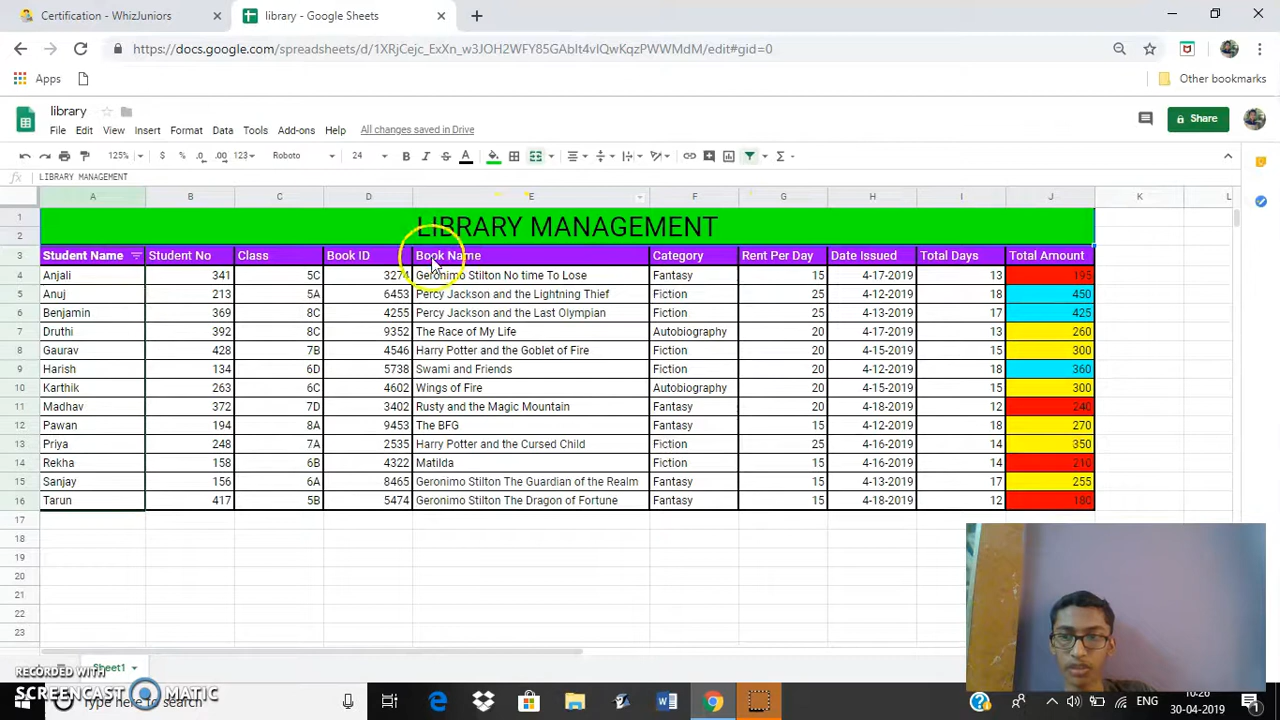 Certification - WhizJuniors
library - Google Sheets
https://docs.google.com/spreadsheets/d/1XRjCejc_ExXn_w3JOH2WFY85GAbIt4vIQwKqzPWWMdM/edit#gid=0
Apps
Other bookmarks
library
File Edit View Insert Format Data Tools Add-ons Help All changes saved in Drive
Share
125% $ % .0 .00 123 Roboto 24 B I S A Σ
fx LIBRARY MANAGEMENT
A B C D E F G H I J K L
1 LIBRARY MANAGEMENT
2
3 Student Name Student No Class Book ID Book Name Category Rent Per Day Date Issued Total Days Total Amount
4 Anjali 341 5C 3274 Geronimo Stilton No time To Lose Fantasy 15 4-17-2019 13 195
5 Anuj 213 5A 6453 Percy Jackson and the Lightning Thief Fiction 25 4-12-2019 18 450
6 Benjamin 369 8C 4255 Percy Jackson and the Last Olympian Fiction 25 4-13-2019 17 425
7 Druthi 392 8C 9352 The Race of My Life Autobiography 20 4-17-2019 13 260
8 Gaurav 428 7B 4546 Harry Potter and the Goblet of Fire Fiction 20 4-15-2019 15 300
9 Harish 134 6D 5738 Swami and Friends Fiction 20 4-12-2019 18 360
10 Karthik 263 6C 4602 Wings of Fire Autobiography 20 4-15-2019 15 300
11 Madhav 372 7D 3402 Rusty and the Magic Mountain Fantasy 20 4-18-2019 12 240
12 Pawan 194 8A 9453 The BFG Fantasy 15 4-12-2019 18 270
13 Priya 248 7A 2535 Harry Potter and the Cursed Child Fiction 25 4-16-2019 14 350
14 Rekha 158 6B 4322 Matilda Fiction 15 4-16-2019 14 210
15 Sanjay 156 6A 8465 Geronimo Stilton The Guardian of the Realm Fantasy 15 4-13-2019 17 255
16 Tarun 417 5B 5474 Geronimo Stilton The Dragon of Fortune Fantasy 15 4-18-2019 12 180
17
18
19
20
21
22
23
Sheet1
RECORDED WITH
SCREENCAST MATIC
Type here to search
ENG
10:26
30-04-2019